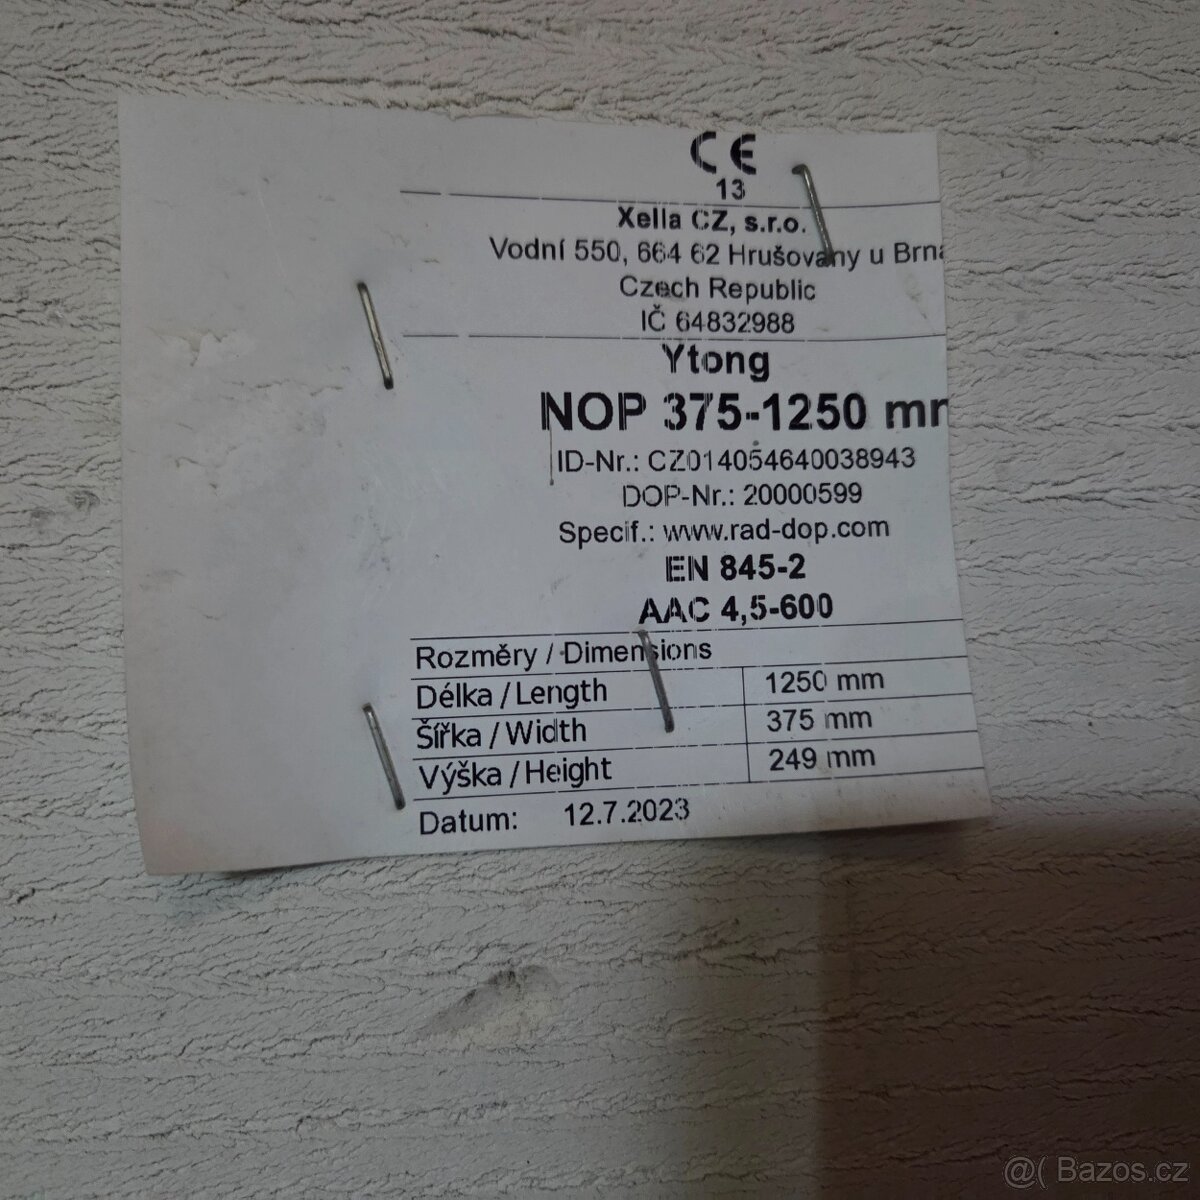 CE
13
Xella CZ, s.r.o.
Vodní 550, 664 62 Hrušovany u Brna
Czech Republic
IČ 64832988
Ytong
NOP 375-1250 mm
ID-Nr.: CZ014054640038943
DOP-Nr.: 20000599
Specif.: www.rad-dop.com
EN 845-2
AAC 4,5-600
Rozměry / Dimensions
Délka / Length 1250 mm
Šířka / Width 375 mm
Výška / Height 249 mm
Datum: 12.7.2023
@( Bazos.cz